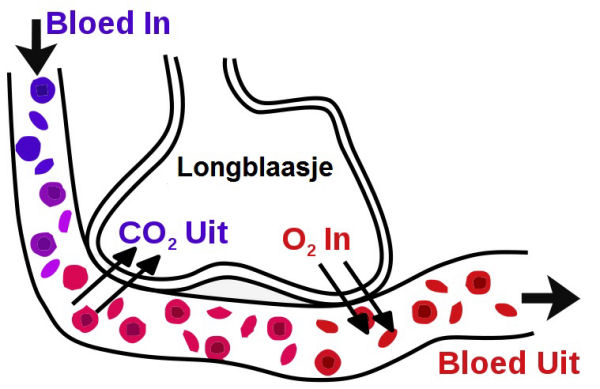 Bloed In
Longblaasje
CO₂ Uit
O₂ In
Bloed Uit